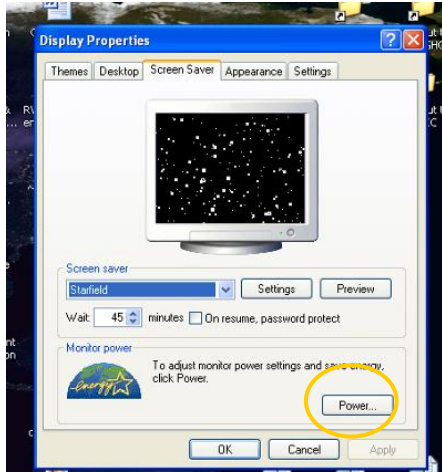 Display Properties
Themes Desktop Screen Saver Appearance Settings
Screen saver
Starfield Settings Preview
Wait: 45 minutes On resume, password protect
Monitor power
To adjust monitor power settings and save energy,
click Power.
energy
Power...
OK Cancel Apply